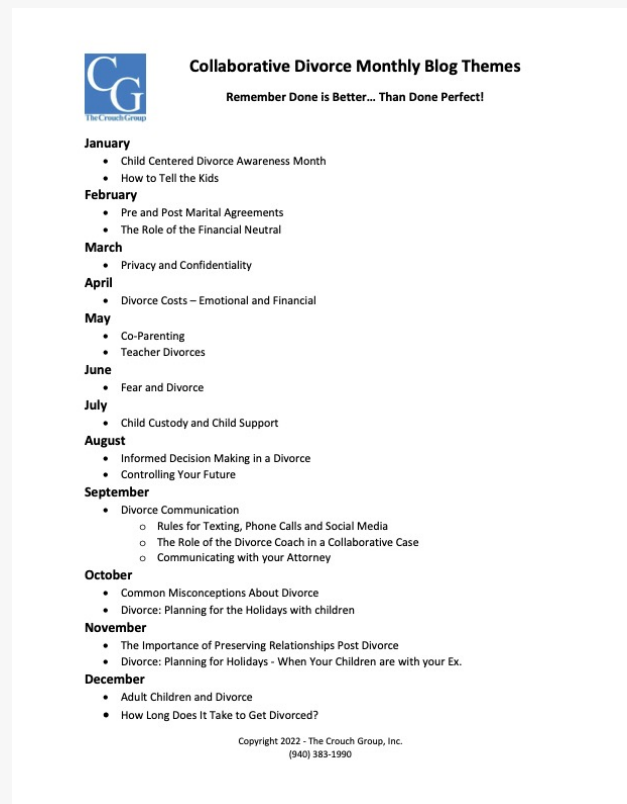 CG
TheCrouchGroup
Collaborative Divorce Monthly Blog Themes
Remember Done is Better... Than Done Perfect!
January
• Child Centered Divorce Awareness Month
• How to Tell the Kids
February
• Pre and Post Marital Agreements
• The Role of the Financial Neutral
March
• Privacy and Confidentiality
April
• Divorce Costs – Emotional and Financial
May
• Co-Parenting
• Teacher Divorces
June
• Fear and Divorce
July
• Child Custody and Child Support
August
• Informed Decision Making in a Divorce
• Controlling Your Future
September
• Divorce Communication
o Rules for Texting, Phone Calls and Social Media
o The Role of the Divorce Coach in a Collaborative Case
o Communicating with your Attorney
October
• Common Misconceptions About Divorce
• Divorce: Planning for the Holidays with children
November
• The Importance of Preserving Relationships Post Divorce
• Divorce: Planning for Holidays - When Your Children are with your Ex.
December
• Adult Children and Divorce
• How Long Does It Take to Get Divorced?
Copyright 2022 - The Crouch Group, Inc.
(940) 383-1990